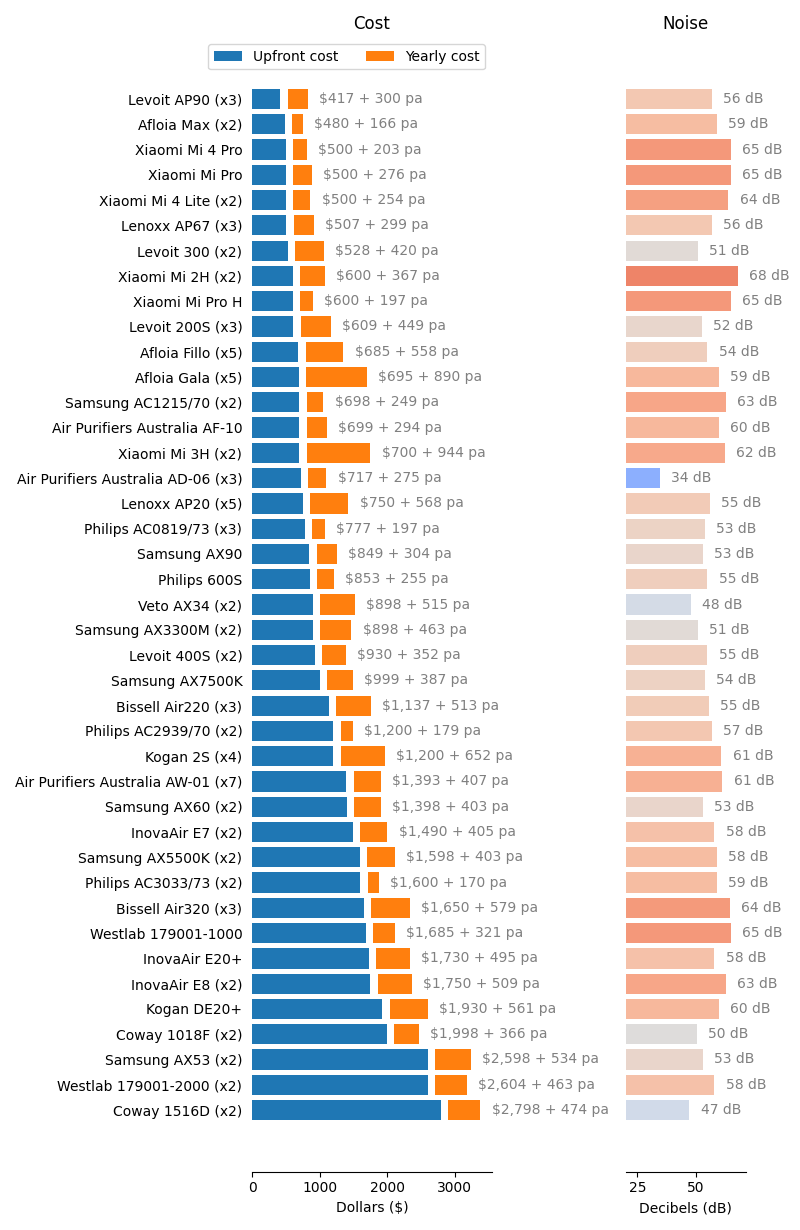 Cost Noise
Upfront cost Yearly cost
Levoit AP90 (x3) $417 + 300 pa 56 dB
Afloia Max (x2) $480 + 166 pa 59 dB
Xiaomi Mi 4 Pro $500 + 203 pa 65 dB
Xiaomi Mi Pro $500 + 276 pa 65 dB
Xiaomi Mi 4 Lite (x2) $500 + 254 pa 64 dB
Lenoxx AP67 (x3) $507 + 299 pa 56 dB
Levoit 300 (x2) $528 + 420 pa 51 dB
Xiaomi Mi 2H (x2) $600 + 367 pa 68 dB
Xiaomi Mi Pro H $600 + 197 pa 65 dB
Levoit 200S (x3) $609 + 449 pa 52 dB
Afloia Fillo (x5) $685 + 558 pa 54 dB
Afloia Gala (x5) $695 + 890 pa 59 dB
Samsung AC1215/70 (x2) $698 + 249 pa 63 dB
Air Purifiers Australia AF-10 $699 + 294 pa 60 dB
Xiaomi Mi 3H (x2) $700 + 944 pa 62 dB
Air Purifiers Australia AD-06 (x3) $717 + 275 pa 34 dB
Lenoxx AP20 (x5) $750 + 568 pa 55 dB
Philips AC0819/73 (x3) $777 + 197 pa 53 dB
Samsung AX90 $849 + 304 pa 53 dB
Philips 600S $853 + 255 pa 55 dB
Veto AX34 (x2) $898 + 515 pa 48 dB
Samsung AX3300M (x2) $898 + 463 pa 51 dB
Levoit 400S (x2) $930 + 352 pa 55 dB
Samsung AX7500K $999 + 387 pa 54 dB
Bissell Air220 (x3) $1,137 + 513 pa 55 dB
Philips AC2939/70 (x2) $1,200 + 179 pa 57 dB
Kogan 2S (x4) $1,200 + 652 pa 61 dB
Air Purifiers Australia AW-01 (x7) $1,393 + 407 pa 61 dB
Samsung AX60 (x2) $1,398 + 403 pa 53 dB
InovaAir E7 (x2) $1,490 + 405 pa 58 dB
Samsung AX5500K (x2) $1,598 + 403 pa 58 dB
Philips AC3033/73 (x2) $1,600 + 170 pa 59 dB
Bissell Air320 (x3) $1,650 + 579 pa 64 dB
Westlab 179001-1000 $1,685 + 321 pa 65 dB
InovaAir E20+ $1,730 + 495 pa 58 dB
InovaAir E8 (x2) $1,750 + 509 pa 63 dB
Kogan DE20+ $1,930 + 561 pa 60 dB
Coway 1018F (x2) $1,998 + 366 pa 50 dB
Samsung AX53 (x2) $2,598 + 534 pa 53 dB
Westlab 179001-2000 (x2) $2,604 + 463 pa 58 dB
Coway 1516D (x2) $2,798 + 474 pa 47 dB
0 1000 2000 3000 25 50
Dollars ($) Decibels (dB)